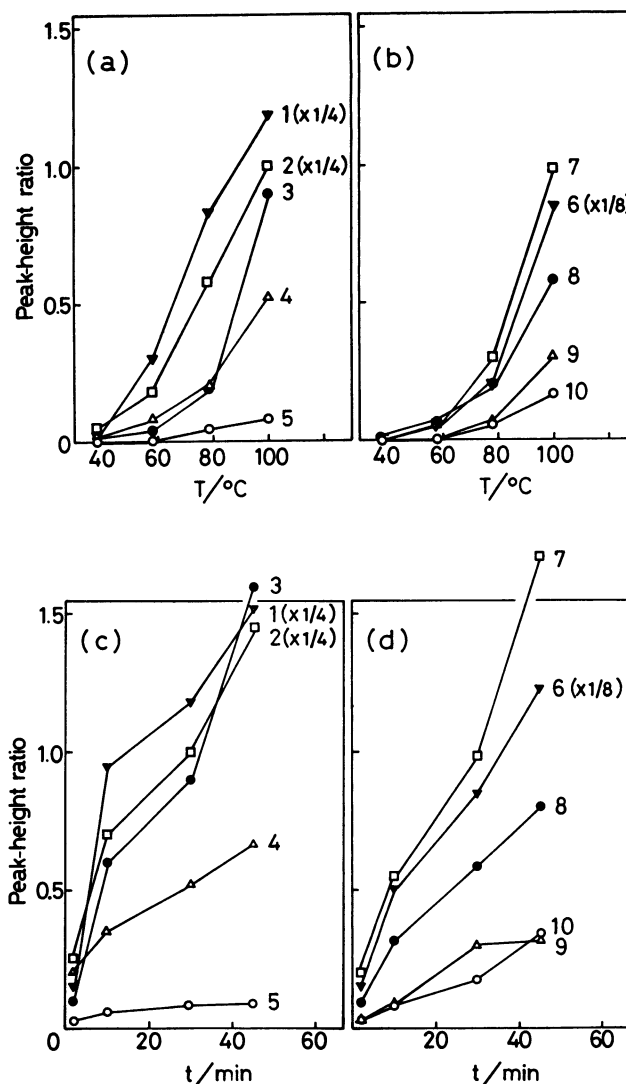 1.5
(a)
(b)
1(x1/4)
2(x1/4)
3
4
5
7
6(x1/8)
8
9
10
1.0
0.5
0
Peak-height ratio
40 60 80 100
40 60 80 100
T/°C
T/°C
1.5
(c)
(d)
3
1(x1/4)
2(x1/4)
4
5
7
6(x1/8)
8
10
9
1.0
0.5
0
Peak-height ratio
0 20 40 60
20 40 60
t/min
t/min